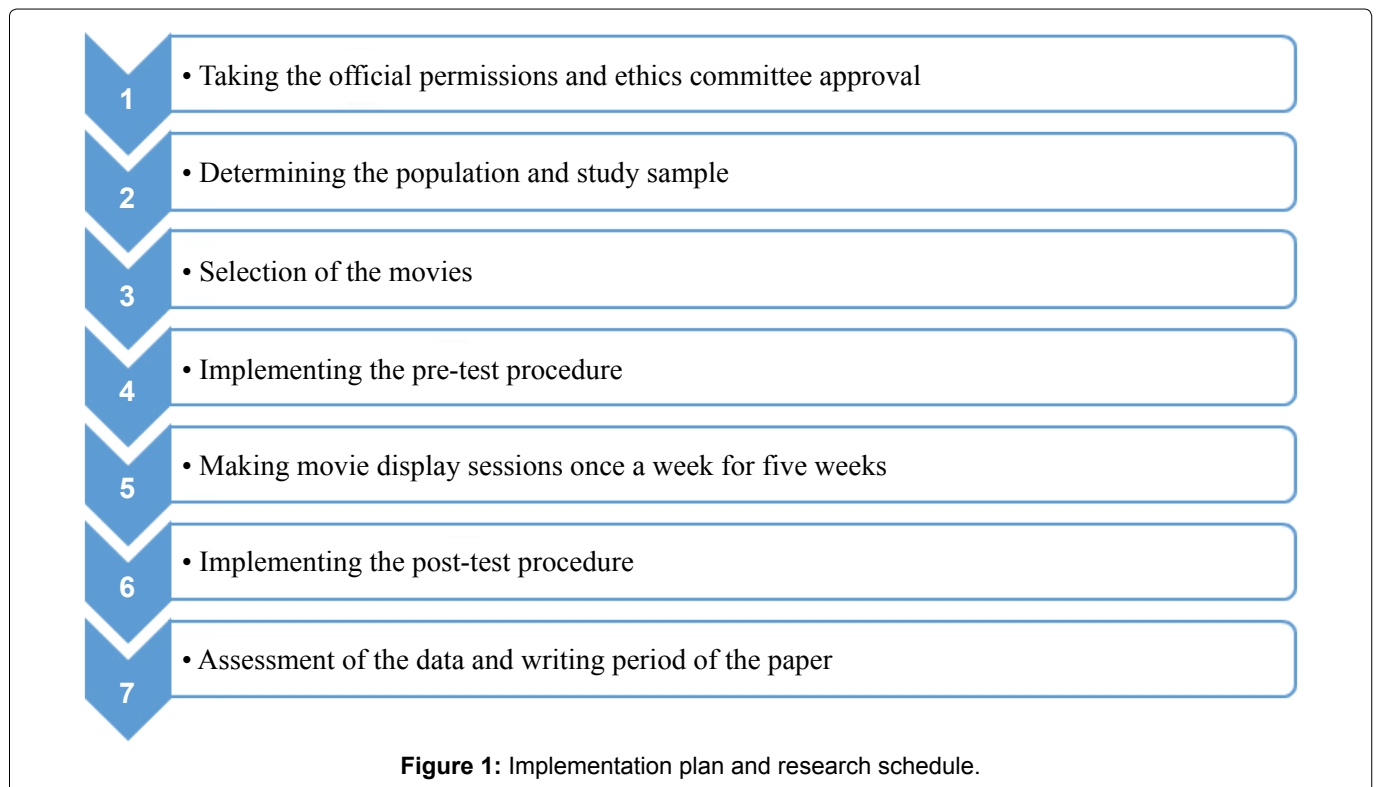 1
• Taking the official permissions and ethics committee approval
2
• Determining the population and study sample
3
• Selection of the movies
4
• Implementing the pre-test procedure
5
• Making movie display sessions once a week for five weeks
6
• Implementing the post-test procedure
7
• Assessment of the data and writing period of the paper
Figure 1: Implementation plan and research schedule.